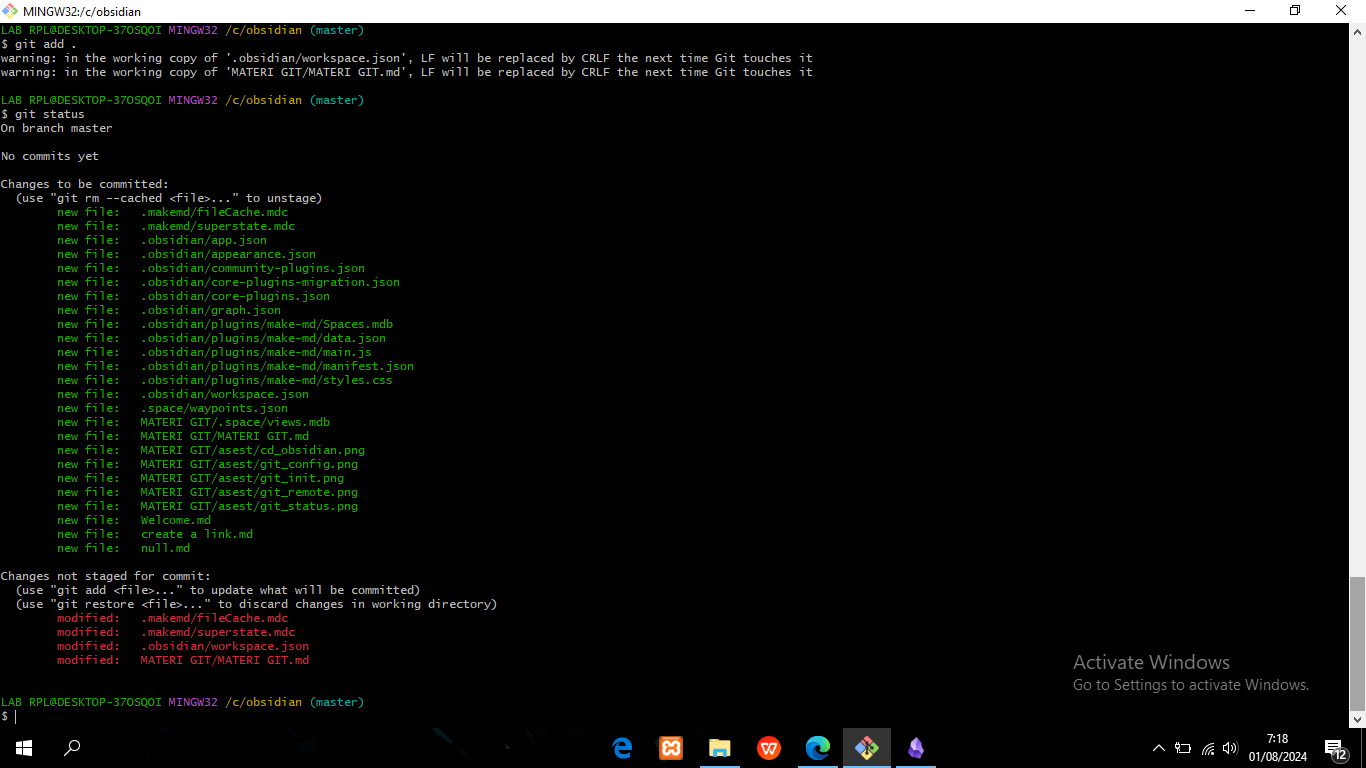 MINGW32:/c/obsidian
LAB RPL@DESKTOP-37OSQOI MINGW32 /c/obsidian (master)
$ git add .
warning: in the working copy of '.obsidian/workspace.json', LF will be replaced by CRLF the next time Git touches it
warning: in the working copy of 'MATERI GIT/MATERI GIT.md', LF will be replaced by CRLF the next time Git touches it
LAB RPL@DESKTOP-37OSQOI MINGW32 /c/obsidian (master)
$ git status
On branch master
No commits yet
Changes to be committed:
  (use "git rm --cached <file>..." to unstage)
        new file:   .makemd/fileCache.mdc
        new file:   .makemd/superstate.mdc
        new file:   .obsidian/app.json
        new file:   .obsidian/appearance.json
        new file:   .obsidian/community-plugins.json
        new file:   .obsidian/core-plugins-migration.json
        new file:   .obsidian/core-plugins.json
        new file:   .obsidian/graph.json
        new file:   .obsidian/plugins/make-md/Spaces.mdb
        new file:   .obsidian/plugins/make-md/data.json
        new file:   .obsidian/plugins/make-md/main.js
        new file:   .obsidian/plugins/make-md/manifest.json
        new file:   .obsidian/plugins/make-md/styles.css
        new file:   .obsidian/workspace.json
        new file:   .space/waypoints.json
        new file:   MATERI GIT/.space/views.mdb
        new file:   MATERI GIT/MATERI GIT.md
        new file:   MATERI GIT/asest/cd_obsidian.png
        new file:   MATERI GIT/asest/git_config.png
        new file:   MATERI GIT/asest/git_init.png
        new file:   MATERI GIT/asest/git_remote.png
        new file:   MATERI GIT/asest/git_status.png
        new file:   Welcome.md
        new file:   create a link.md
        new file:   null.md
Changes not staged for commit:
  (use "git add <file>..." to update what will be committed)
  (use "git restore <file>..." to discard changes in working directory)
        modified:   .makemd/fileCache.mdc
        modified:   .makemd/superstate.mdc
        modified:   .obsidian/workspace.json
        modified:   MATERI GIT/MATERI GIT.md
LAB RPL@DESKTOP-37OSQOI MINGW32 /c/obsidian (master)
$
Activate Windows
Go to Settings to activate Windows.
7:18
01/08/2024
12